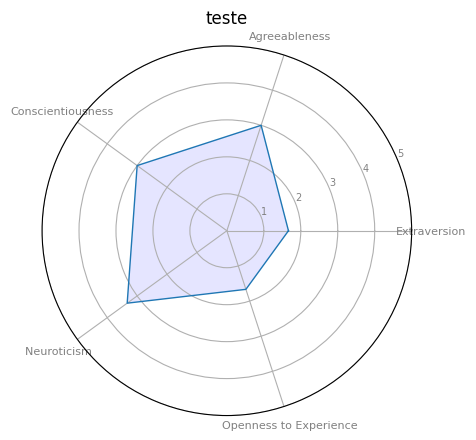 teste
Agreeableness
Conscientiousness
5
4
3
2
1
Extraversion
Neuroticism
Openness to Experience